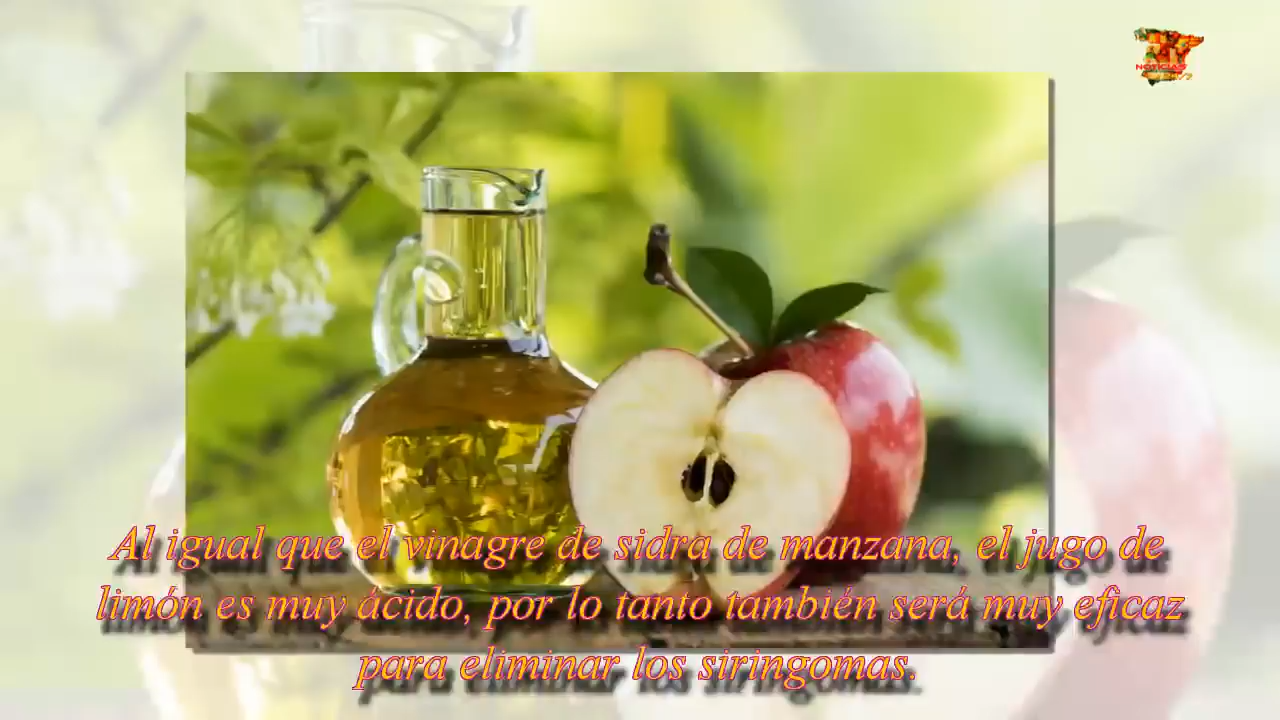 NOTICIAS
Al igual que el vinagre de sidra de manzana, el jugo de
limón es muy ácido, por lo tanto también será muy eficaz
para eliminar los siringomas.